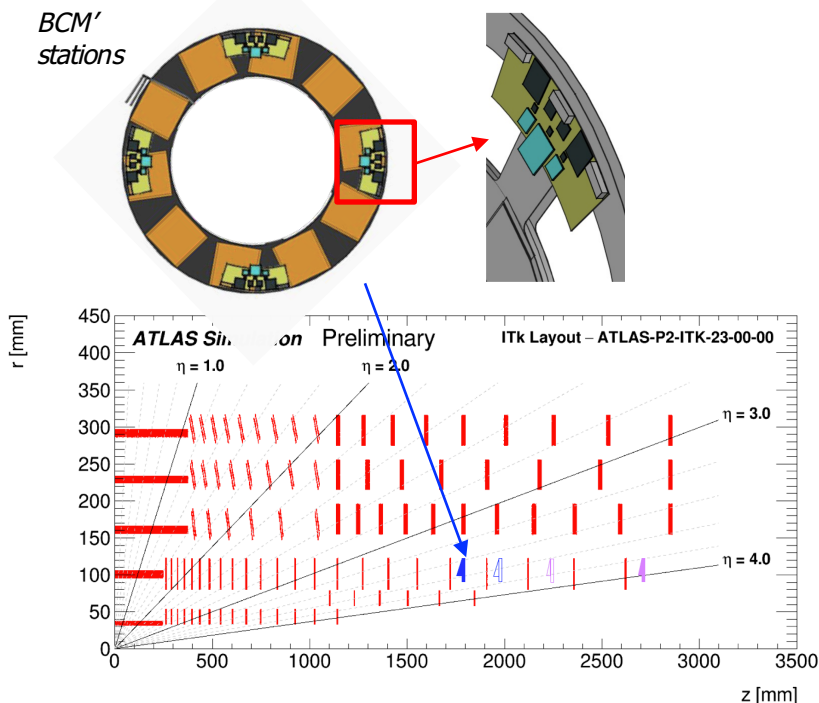 BCM'
stations
ATLAS Simulation Preliminary
ITk Layout – ATLAS-P2-ITK-23-00-00
η = 1.0
η = 2.0
η = 3.0
η = 4.0
r [mm]
450
400
350
300
250
200
150
100
50
0
0 500 1000 1500 2000 2500 3000 3500
z [mm]